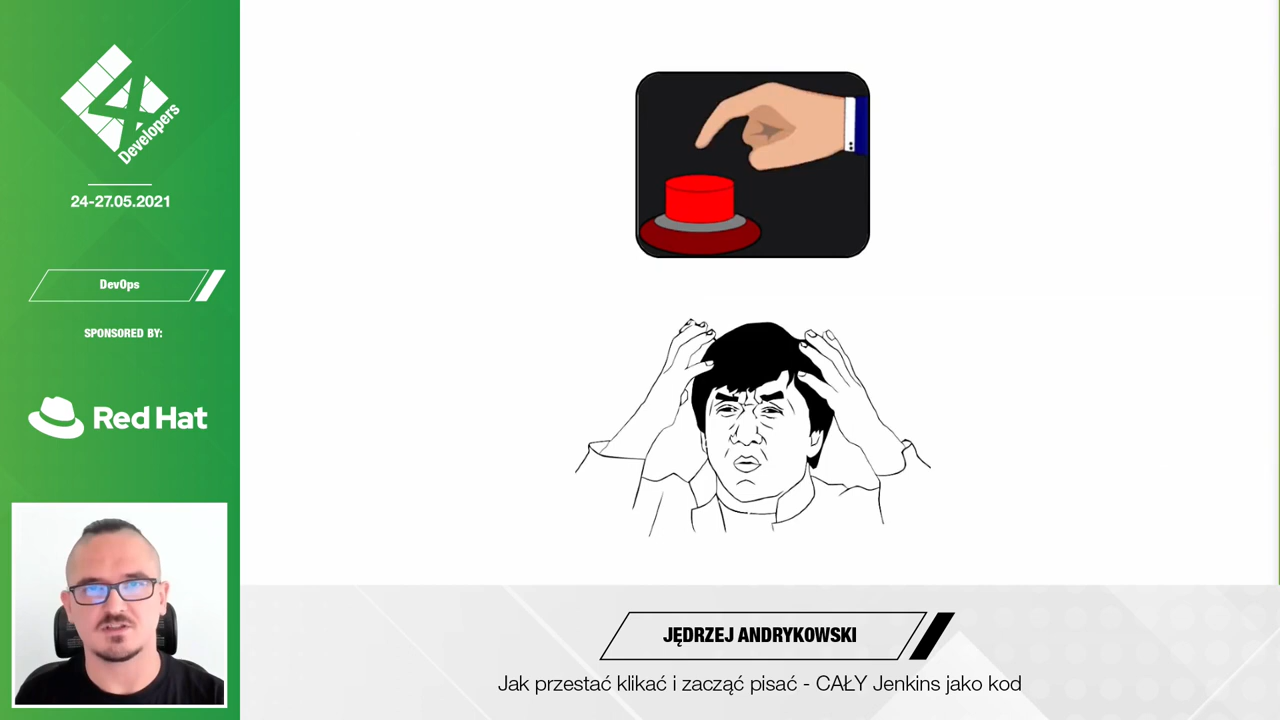 4
Developers
24-27.05.2021
DevOps
SPONSORED BY:
Red Hat
JĘDRZEJ ANDRYKOWSKI
Jak przestać klikać i zacząć pisać - CAŁY Jenkins jako kod